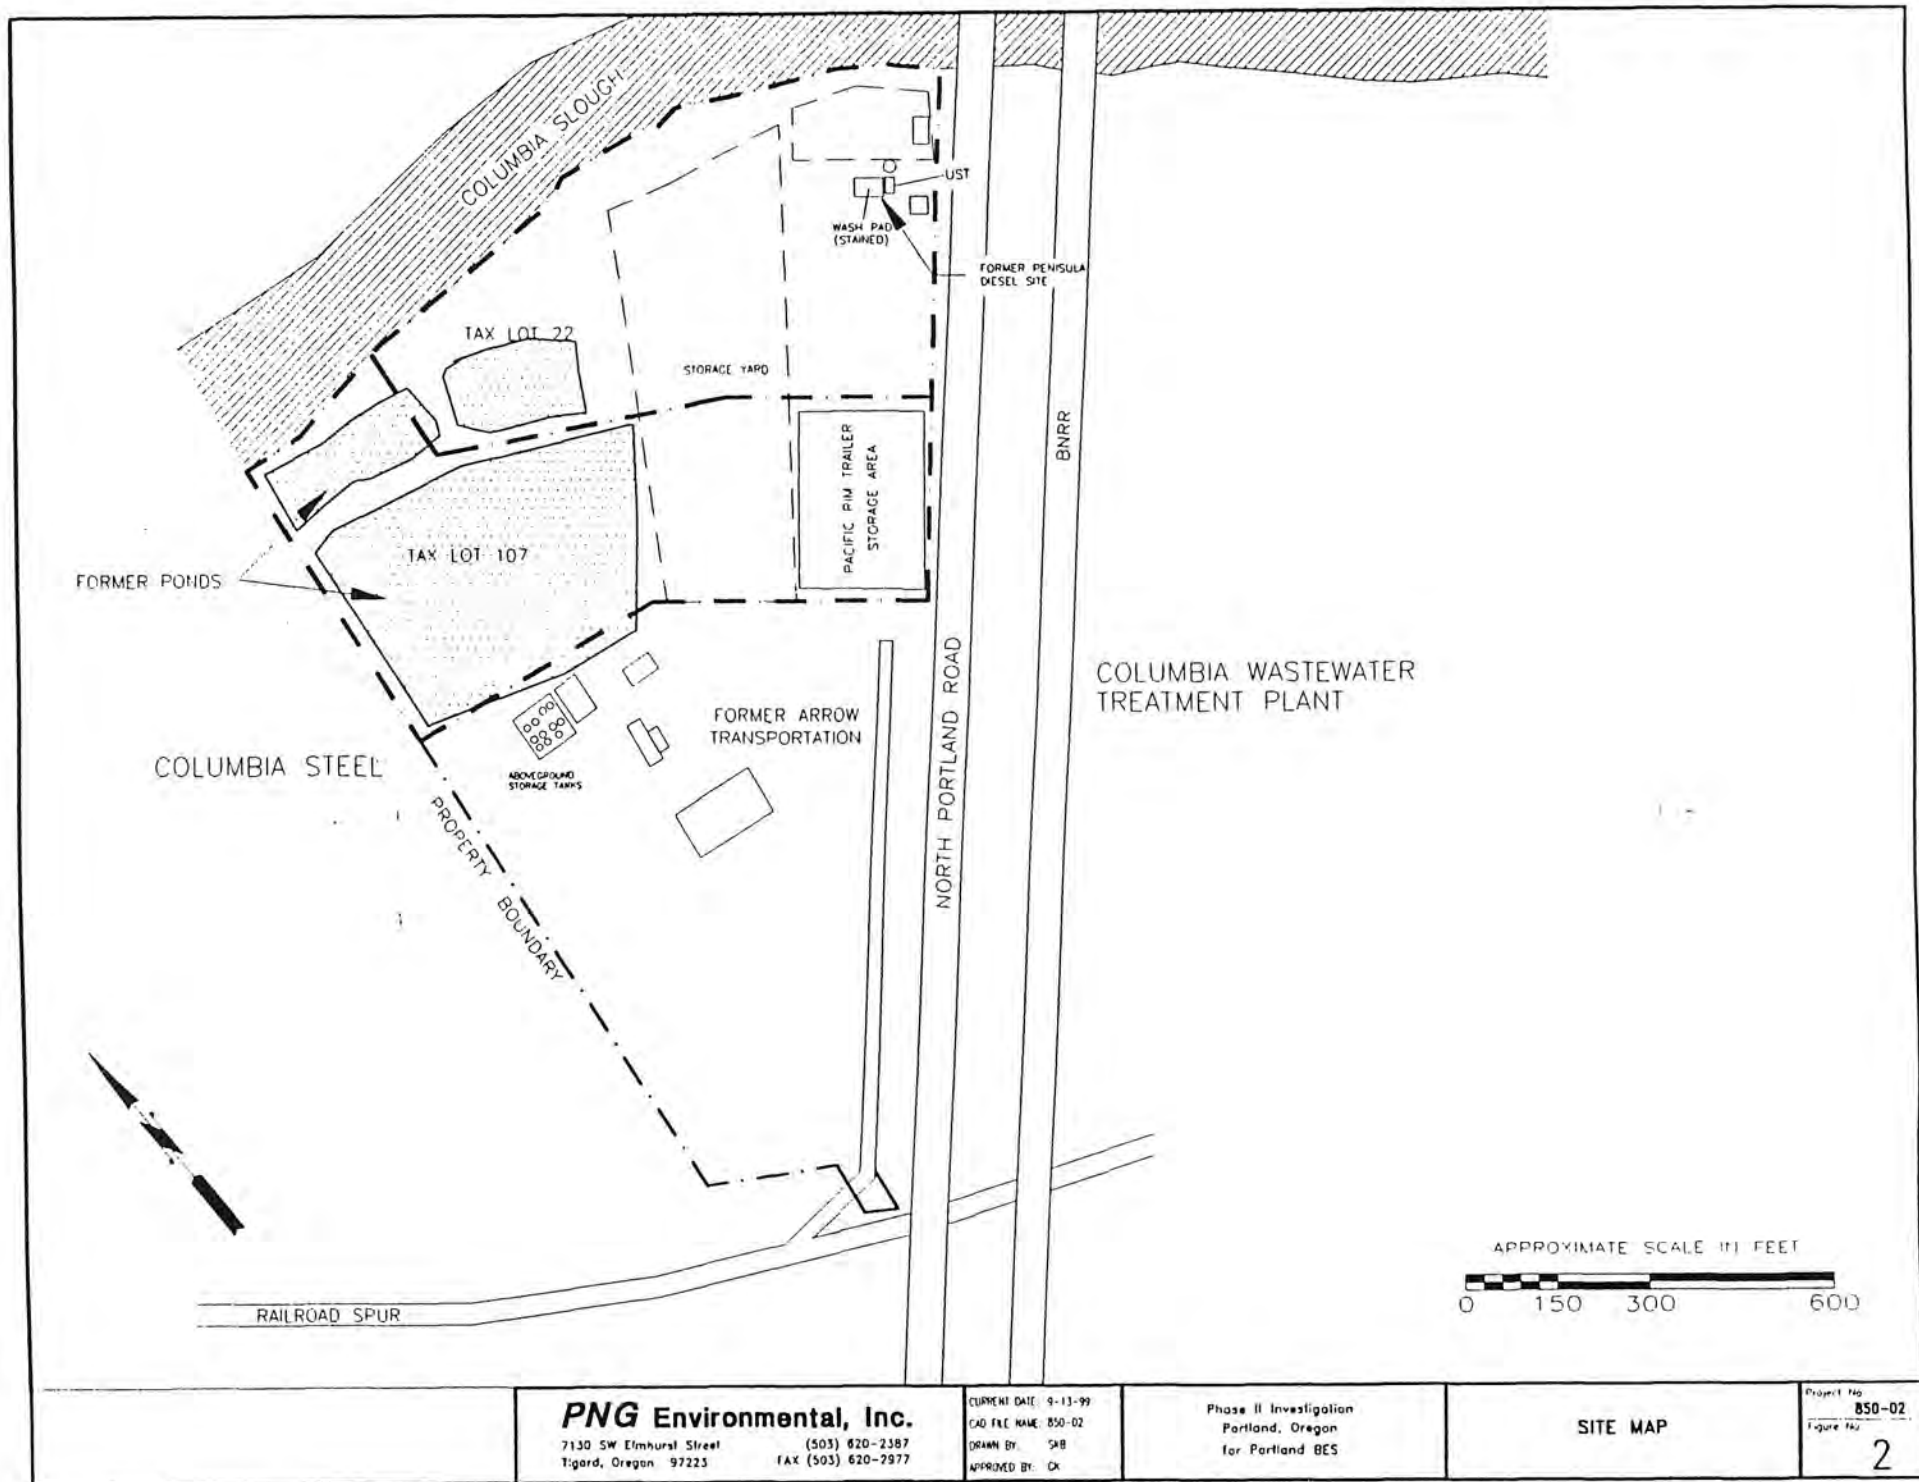 COLUMBIA SLOUGH
UST
WASH PAD
(STAINED)
FORMER PENISULA
DIESEL SITE
TAX LOT 22
STORAGE YARD
PACIFIC RIM TRAILER
STORAGE AREA
BNRR
TAX LOT 107
FORMER PONDS
NORTH PORTLAND ROAD
COLUMBIA WASTEWATER
TREATMENT PLANT
FORMER ARROW
TRANSPORTATION
COLUMBIA STEEL
ABOVEGROUND
STORAGE TANKS
PROPERTY BOUNDARY
RAILROAD SPUR
APPROXIMATE SCALE IN FEET
0 150 300 600
PNG Environmental, Inc.
7130 SW Elmhurst Street (503) 620-2387
Tigard, Oregon 97223 FAX (503) 620-2977
CURRENT DATE: 9-13-99
CAD FILE NAME: 850-02
DRAWN BY: SAB
APPROVED BY: CK
Phase II Investigation
Portland, Oregon
for Portland BES
SITE MAP
Project No.
850-02
Figure No.
2